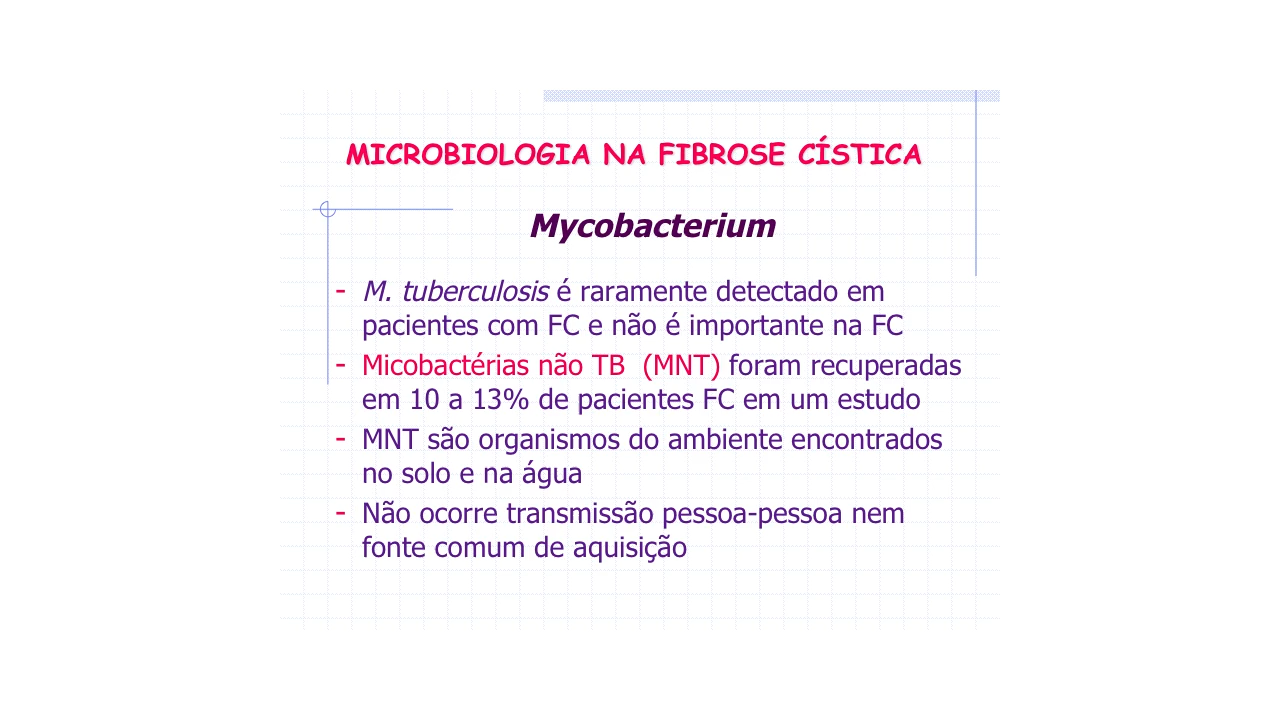 MICROBIOLOGIA NA FIBROSE CÍSTICA
Mycobacterium
- M. tuberculosis é raramente detectado em
pacientes com FC e não é importante na FC
- Micobactérias não TB (MNT) foram recuperadas
em 10 a 13% de pacientes FC em um estudo
- MNT são organismos do ambiente encontrados
no solo e na água
- Não ocorre transmissão pessoa-pessoa nem
fonte comum de aquisição